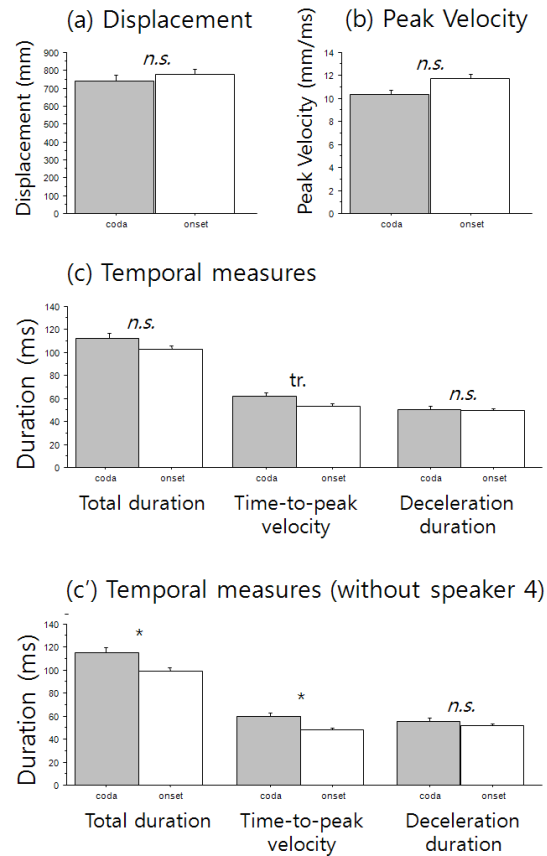 (a) Displacement
(b) Peak Velocity
Displacement (mm)
900
800
700
600
500
400
300
200
100
0
n.s.
coda
onset
Peak Velocity (mm/ms)
14
12
10
8
6
4
2
0
n.s.
coda
onset
(c) Temporal measures
Duration (ms)
140
120
100
80
60
40
20
0
n.s.
tr.
n.s.
coda
onset
coda
onset
coda
onset
Total duration
Time-to-peak
velocity
Deceleration
duration
(c’) Temporal measures (without speaker 4)
Duration (ms)
140
120
100
80
60
40
20
0
*
*
n.s.
coda
onset
coda
onset
coda
onset
Total duration
Time-to-peak
velocity
Deceleration
duration